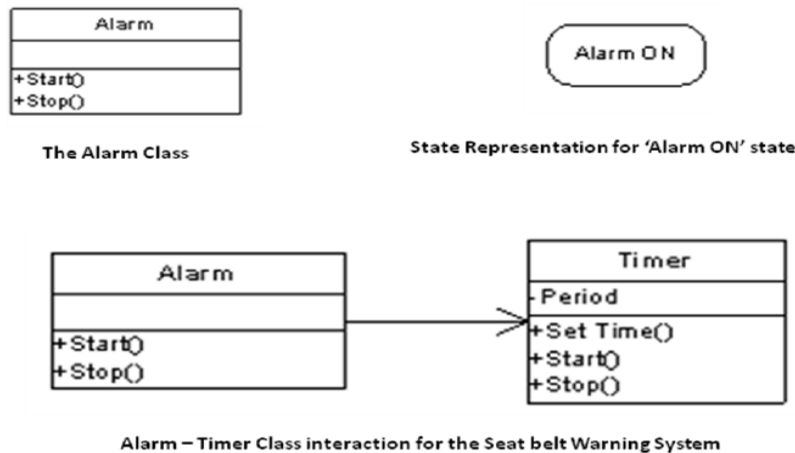 Alarm
+Start()
+Stop()
The Alarm Class
Alarm ON
State Representation for ‘Alarm ON’ state
Alarm
+Start()
+Stop()
Timer
- Period
+Set Time()
+Start()
+Stop()
Alarm – Timer Class interaction for the Seat belt Warning System